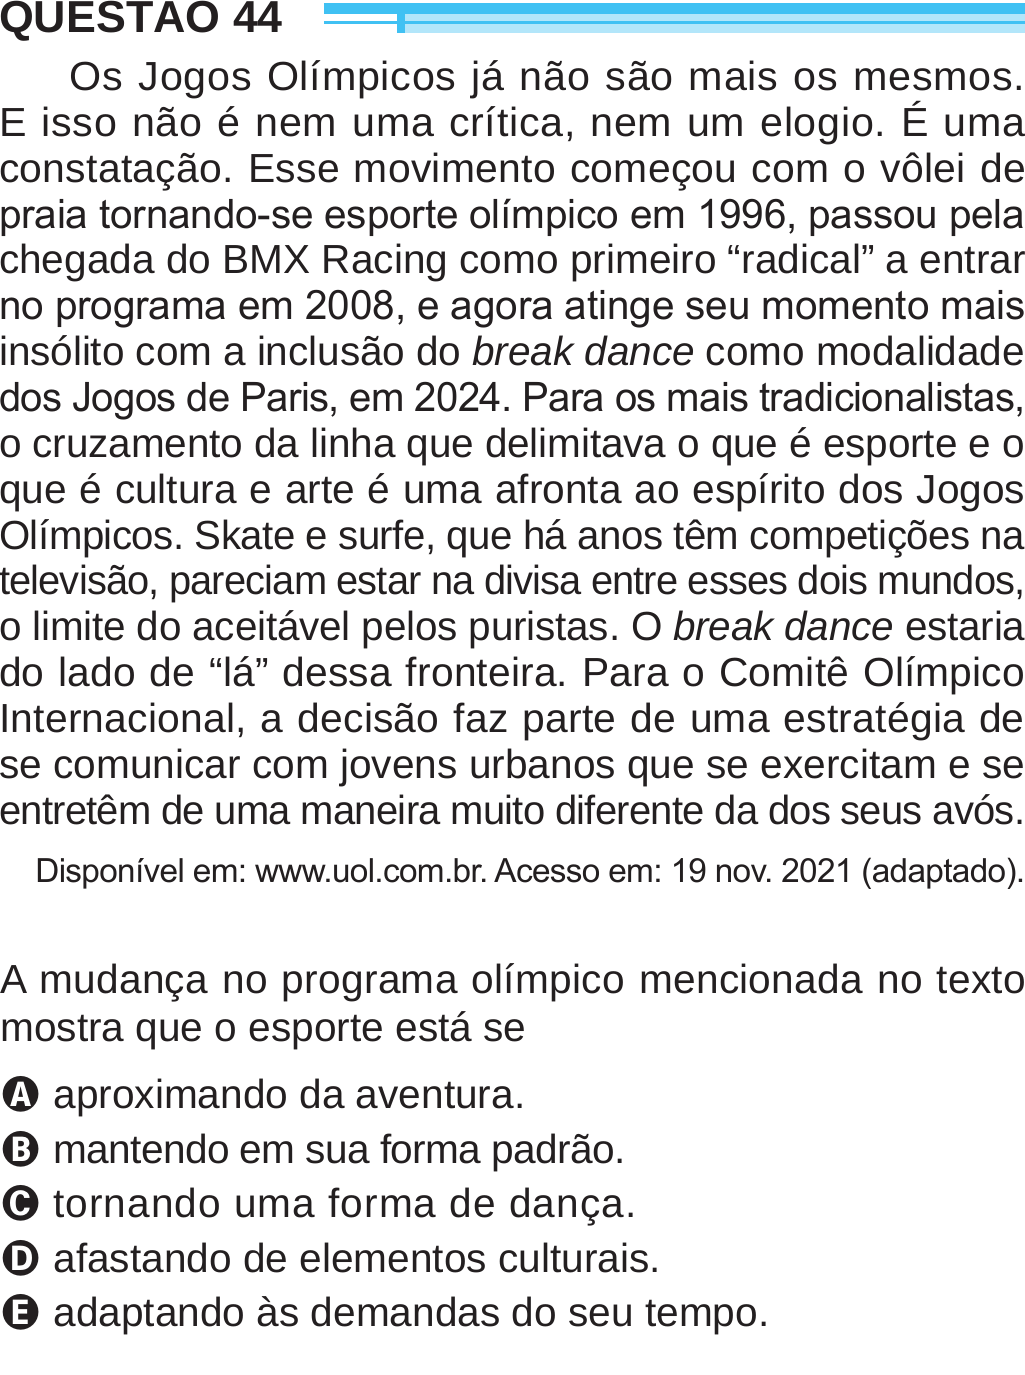 QUESTÃO 44
Os Jogos Olímpicos já não são mais os mesmos.
E isso não é nem uma crítica, nem um elogio. É uma
constatação. Esse movimento começou com o vôlei de
praia tornando-se esporte olímpico em 1996, passou pela
chegada do BMX Racing como primeiro “radical” a entrar
no programa em 2008, e agora atinge seu momento mais
insólito com a inclusão do break dance como modalidade
dos Jogos de Paris, em 2024. Para os mais tradicionalistas,
o cruzamento da linha que delimitava o que é esporte e o
que é cultura e arte é uma afronta ao espírito dos Jogos
Olímpicos. Skate e surfe, que há anos têm competições na
televisão, pareciam estar na divisa entre esses dois mundos,
o limite do aceitável pelos puristas. O break dance estaria
do lado de “lá” dessa fronteira. Para o Comitê Olímpico
Internacional, a decisão faz parte de uma estratégia de
se comunicar com jovens urbanos que se exercitam e se
entretêm de uma maneira muito diferente da dos seus avós.
Disponível em: www.uol.com.br. Acesso em: 19 nov. 2021 (adaptado).
A mudança no programa olímpico mencionada no texto
mostra que o esporte está se
A aproximando da aventura.
B mantendo em sua forma padrão.
C tornando uma forma de dança.
D afastando de elementos culturais.
E adaptando às demandas do seu tempo.